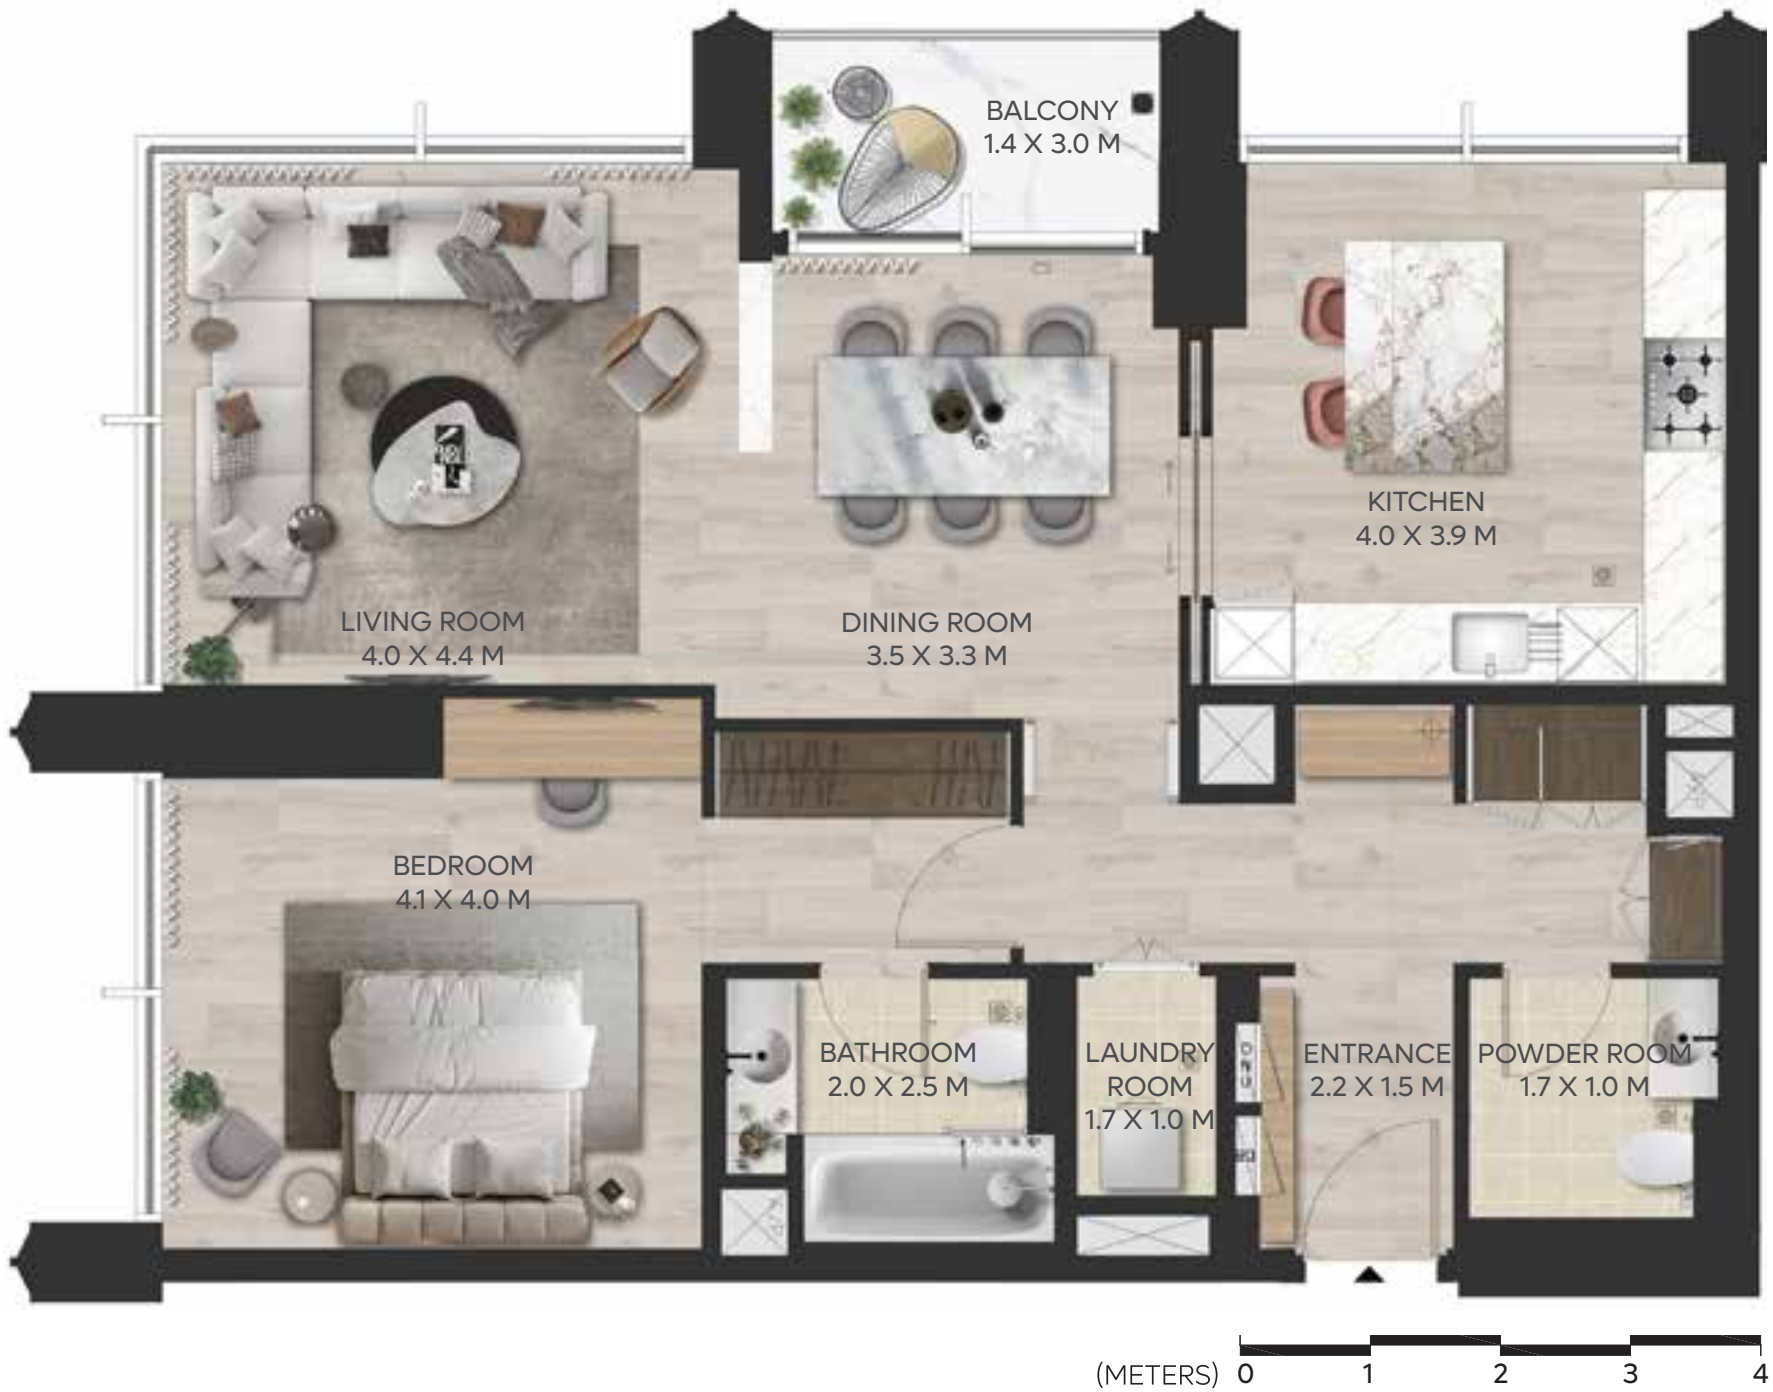 BALCONY
1.4 X 3.0 M
KITCHEN
4.0 X 3.9 M
LIVING ROOM
4.0 X 4.4 M
DINING ROOM
3.5 X 3.3 M
BEDROOM
4.1 X 4.0 M
BATHROOM
2.0 X 2.5 M
LAUNDRY
ROOM
1.7 X 1.0 M
ONU
DB
ENTRANCE
2.2 X 1.5 M
POWDER ROOM
1.7 X 1.0 M
(METERS) 0 1 2 3 4